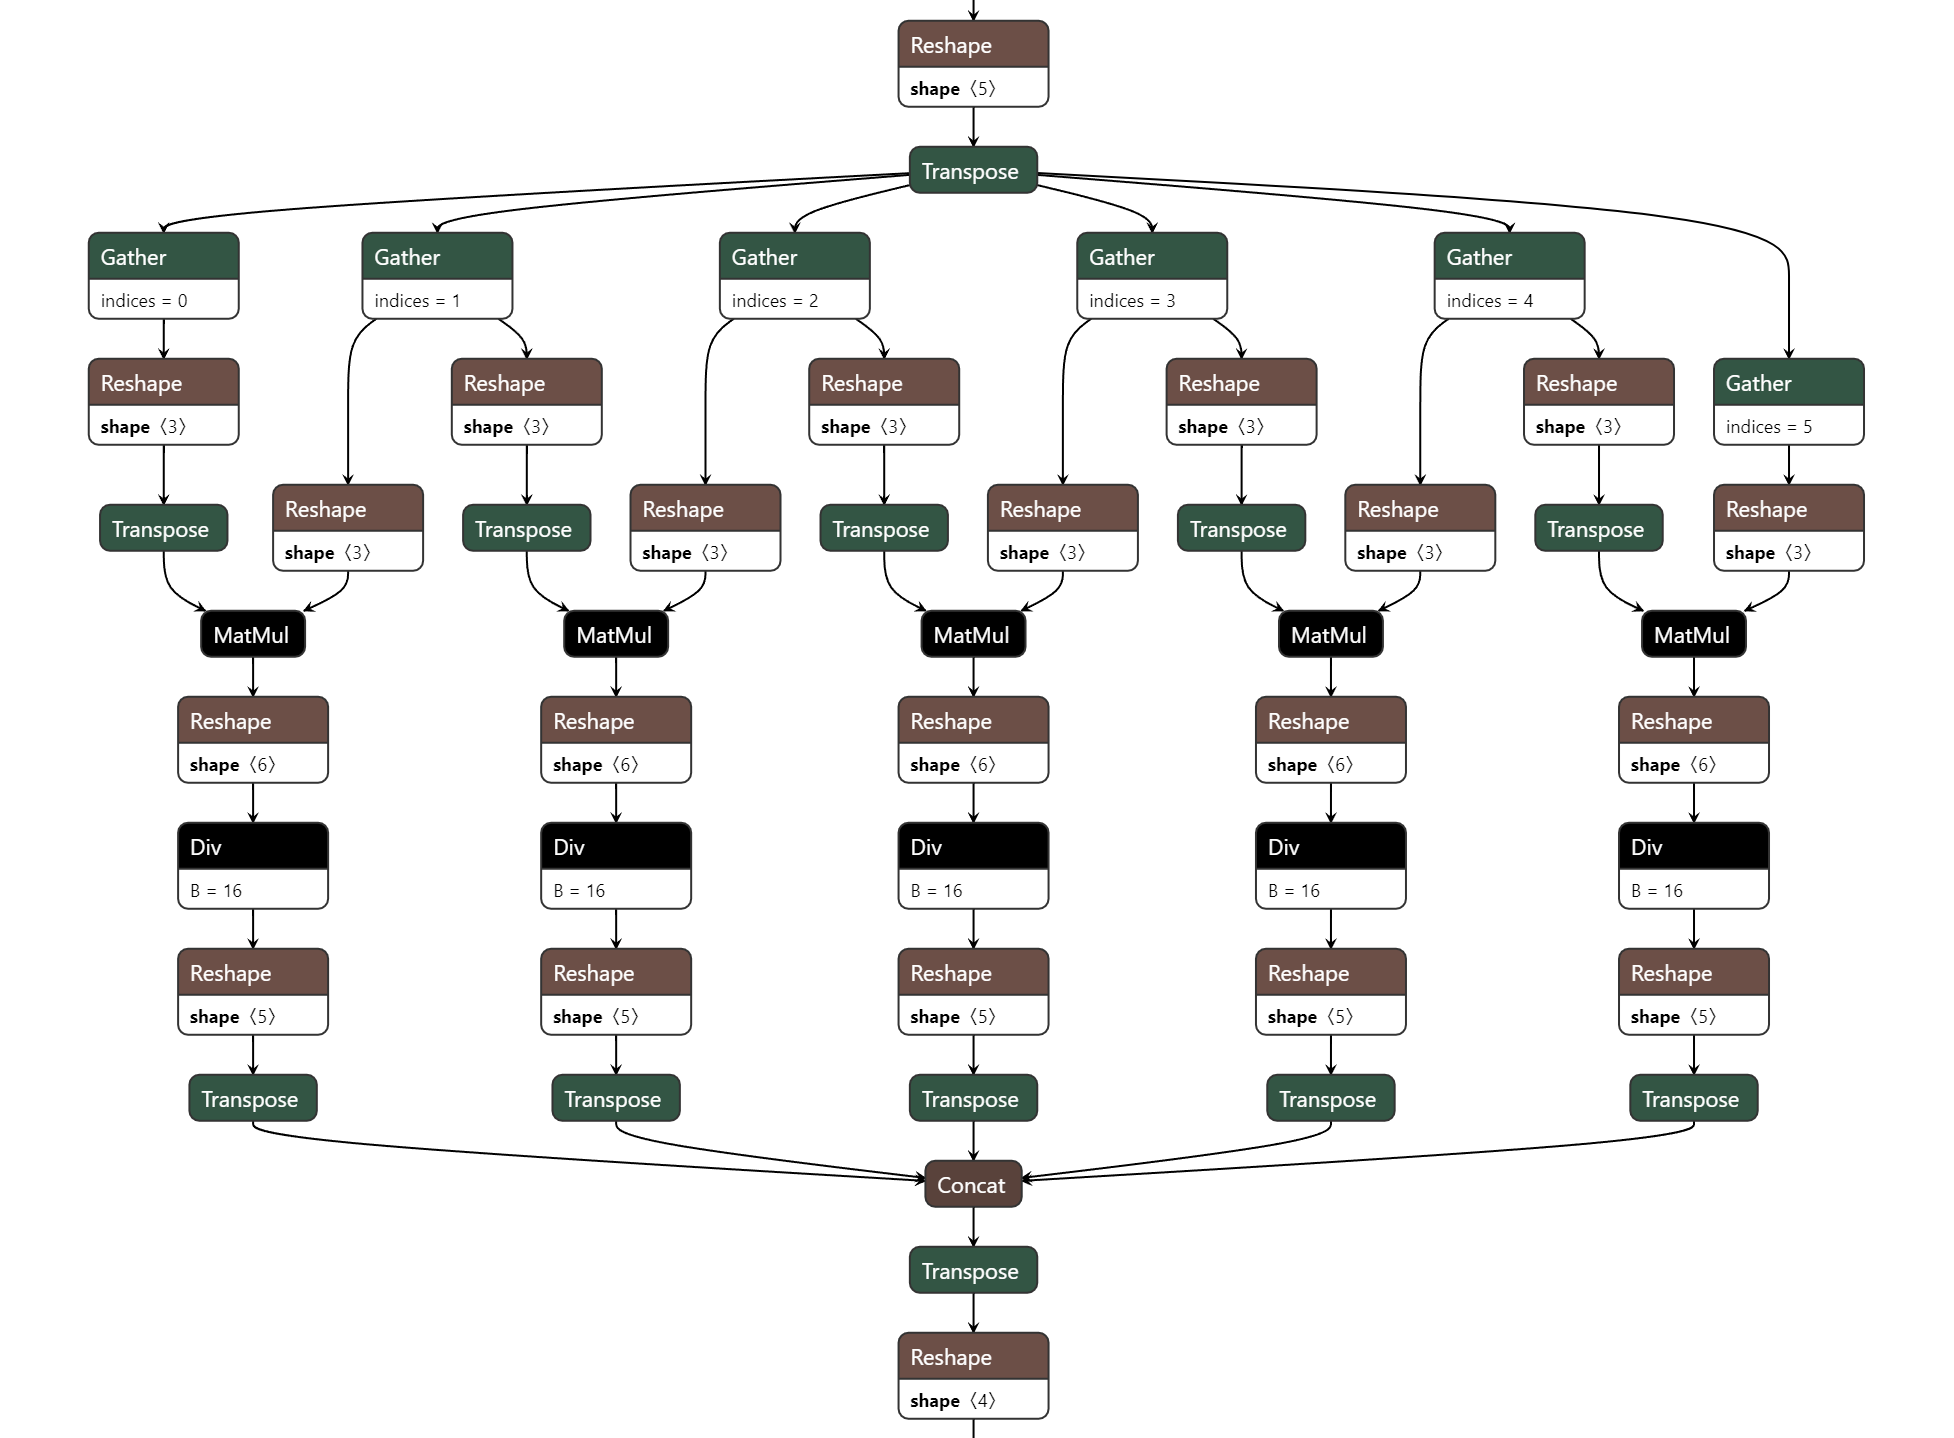 Reshape
shape 〈5〉
Transpose
Gather
indices = 0
Gather
indices = 1
Gather
indices = 2
Gather
indices = 3
Gather
indices = 4
Reshape
shape 〈3〉
Reshape
shape 〈3〉
Reshape
shape 〈3〉
Reshape
shape 〈3〉
Reshape
shape 〈3〉
Gather
indices = 5
Transpose
Reshape
shape 〈3〉
Transpose
Reshape
shape 〈3〉
Transpose
Reshape
shape 〈3〉
Transpose
Reshape
shape 〈3〉
Transpose
Reshape
shape 〈3〉
MatMul
MatMul
MatMul
MatMul
MatMul
Reshape
shape 〈6〉
Reshape
shape 〈6〉
Reshape
shape 〈6〉
Reshape
shape 〈6〉
Reshape
shape 〈6〉
Div
B = 16
Div
B = 16
Div
B = 16
Div
B = 16
Div
B = 16
Reshape
shape 〈5〉
Reshape
shape 〈5〉
Reshape
shape 〈5〉
Reshape
shape 〈5〉
Reshape
shape 〈5〉
Transpose
Transpose
Transpose
Transpose
Transpose
Concat
Transpose
Reshape
shape 〈4〉